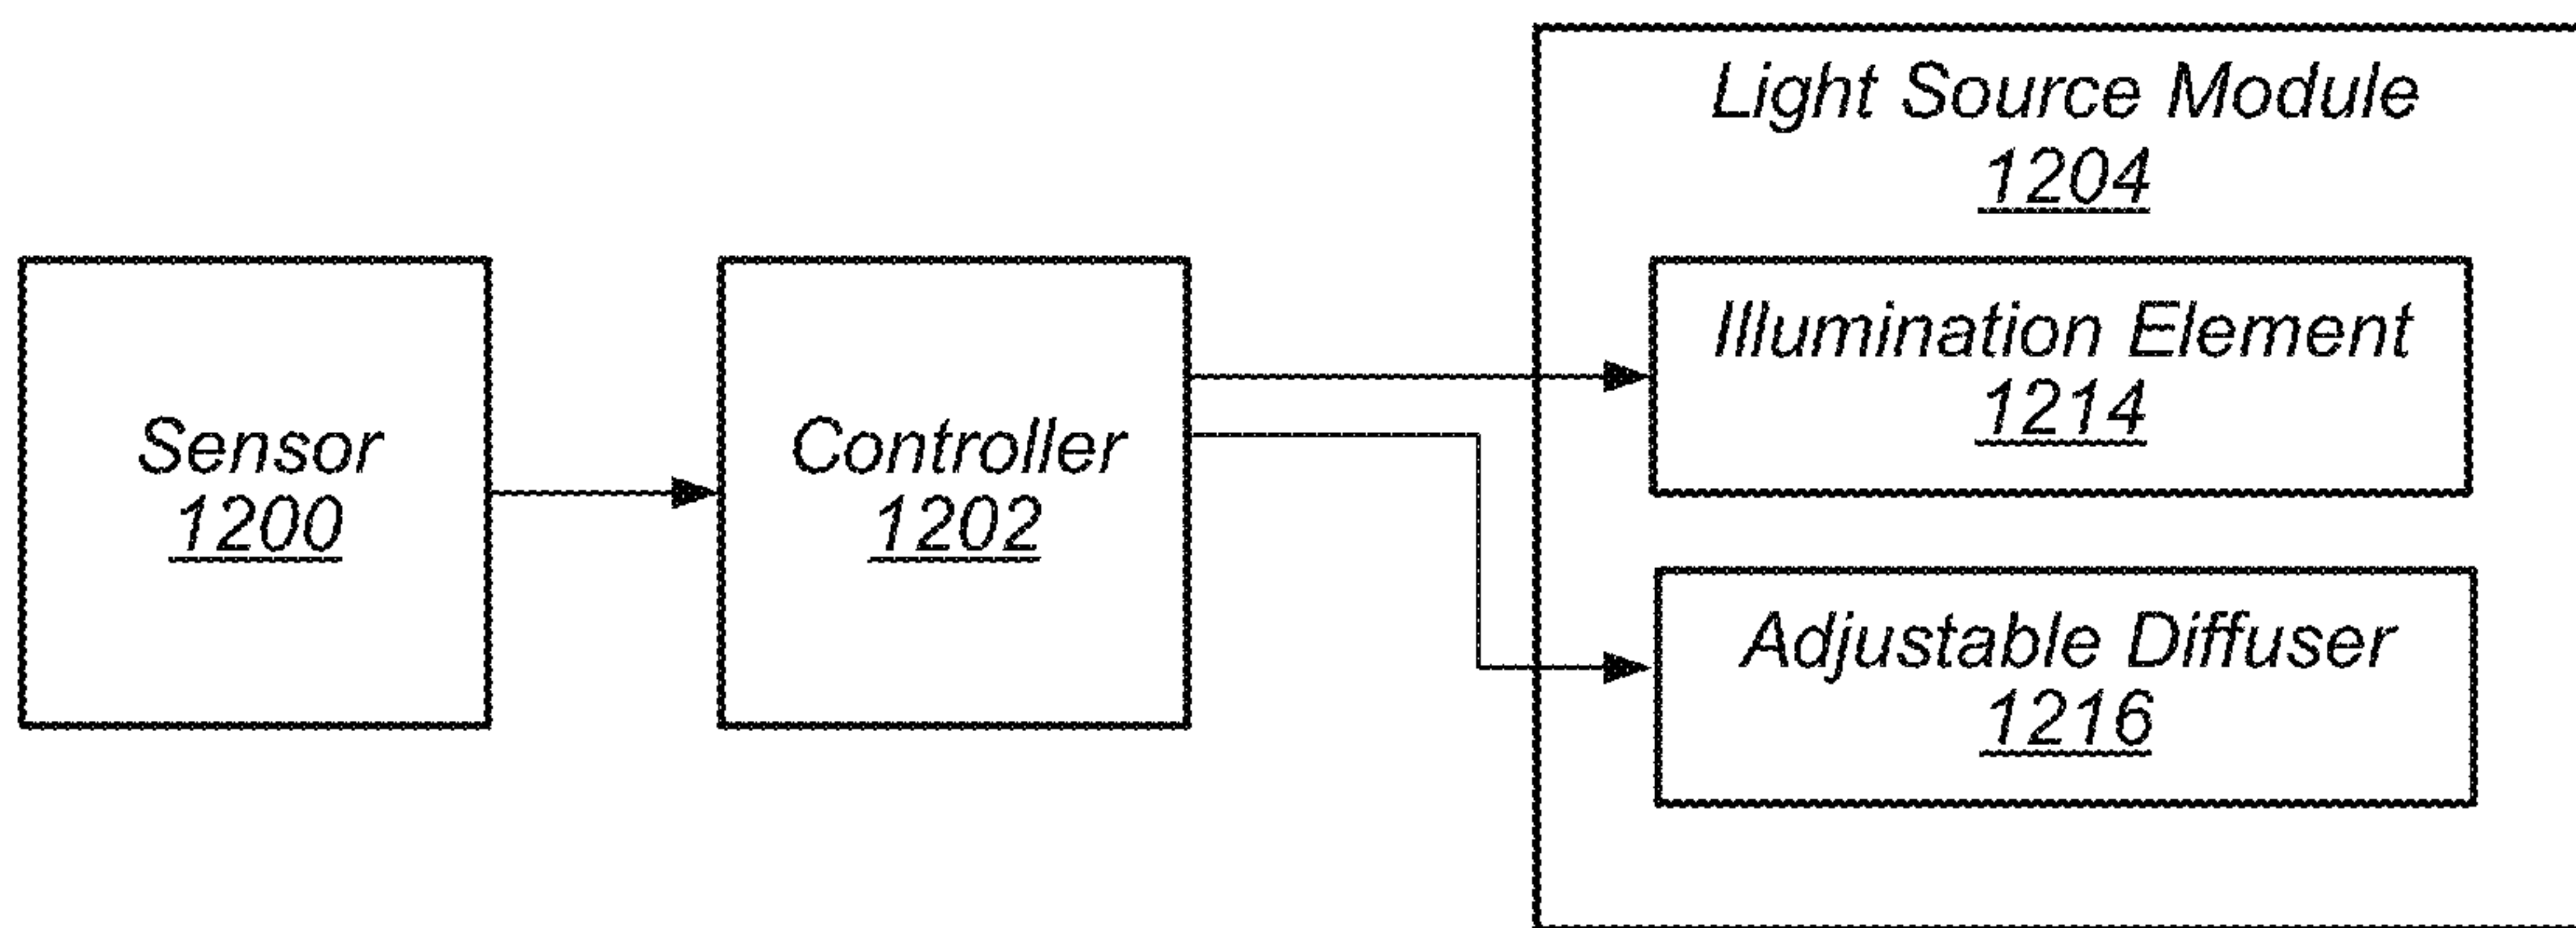 Light Source Module
1204
Sensor
1200
Controller
1202
Illumination Element
1214
Adjustable Diffuser
1216